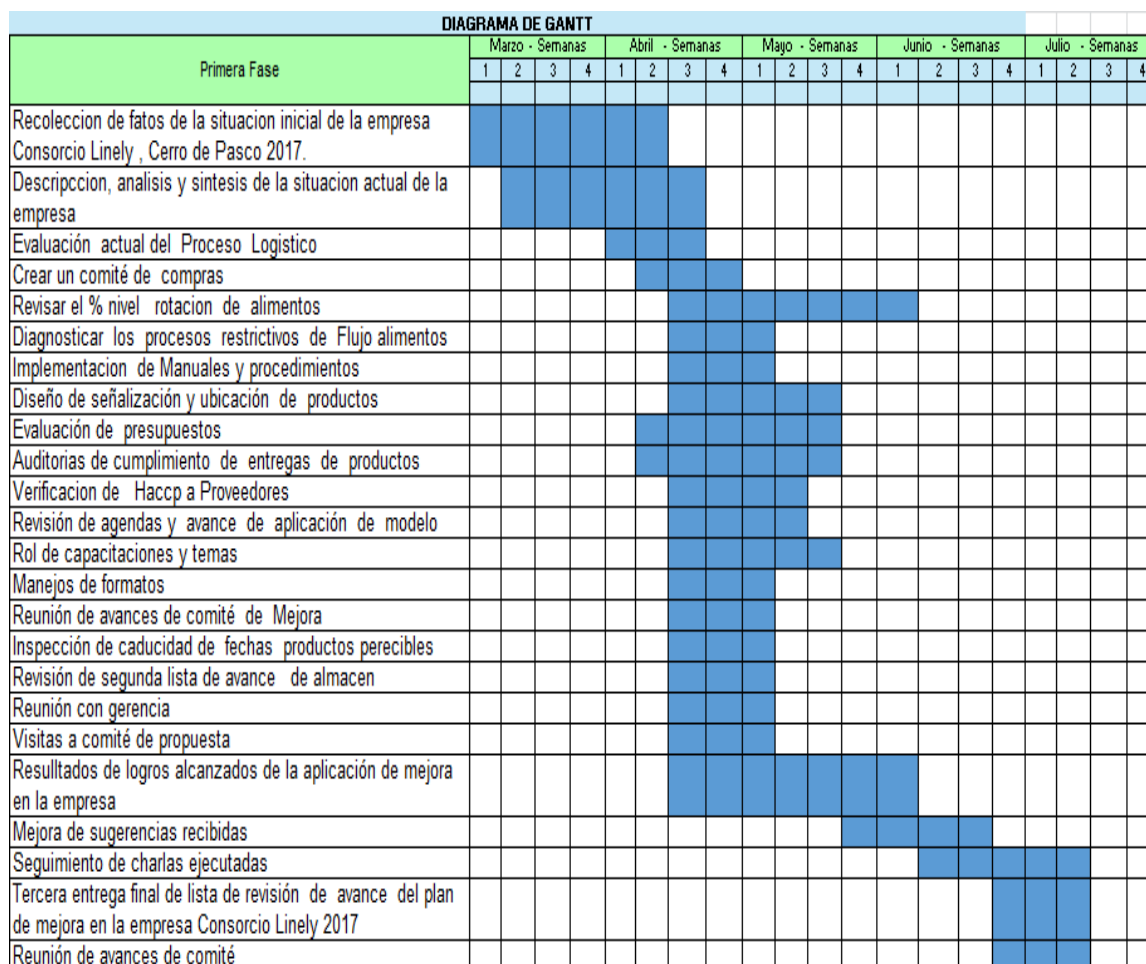 DIAGRAMA DE GANTT
Primera Fase
Marzo - Semanas Abril - Semanas Mayo - Semanas Junio - Semanas Julio - Semanas
1 2 3 4 1 2 3 4 1 2 3 4 1 2 3 4 1 2 3 4
Recoleccion de fatos de la situacion inicial de la empresa
Consorcio Linely , Cerro de Pasco 2017.
Descripccion, analisis y sintesis de la situacion actual de la
empresa
Evaluación actual del Proceso Logistico
Crear un comité de compras
Revisar el % nivel rotacion de alimentos
Diagnosticar los procesos restrictivos de Flujo alimentos
Implementacion de Manuales y procedimientos
Diseño de señalización y ubicación de productos
Evaluación de presupuestos
Auditorias de cumplimiento de entregas de productos
Verificacion de Haccp a Proveedores
Revisión de agendas y avance de aplicación de modelo
Rol de capacitaciones y temas
Manejos de formatos
Reunión de avances de comité de Mejora
Inspección de caducidad de fechas productos perecibles
Revisión de segunda lista de avance de almacen
Reunión con gerencia
Visitas a comité de propuesta
Resulltados de logros alcanzados de la aplicación de mejora
en la empresa
Mejora de sugerencias recibidas
Seguimiento de charlas ejecutadas
Tercera entrega final de lista de revisión de avance del plan
de mejora en la empresa Consorcio Linely 2017
Reunión de avances de comité